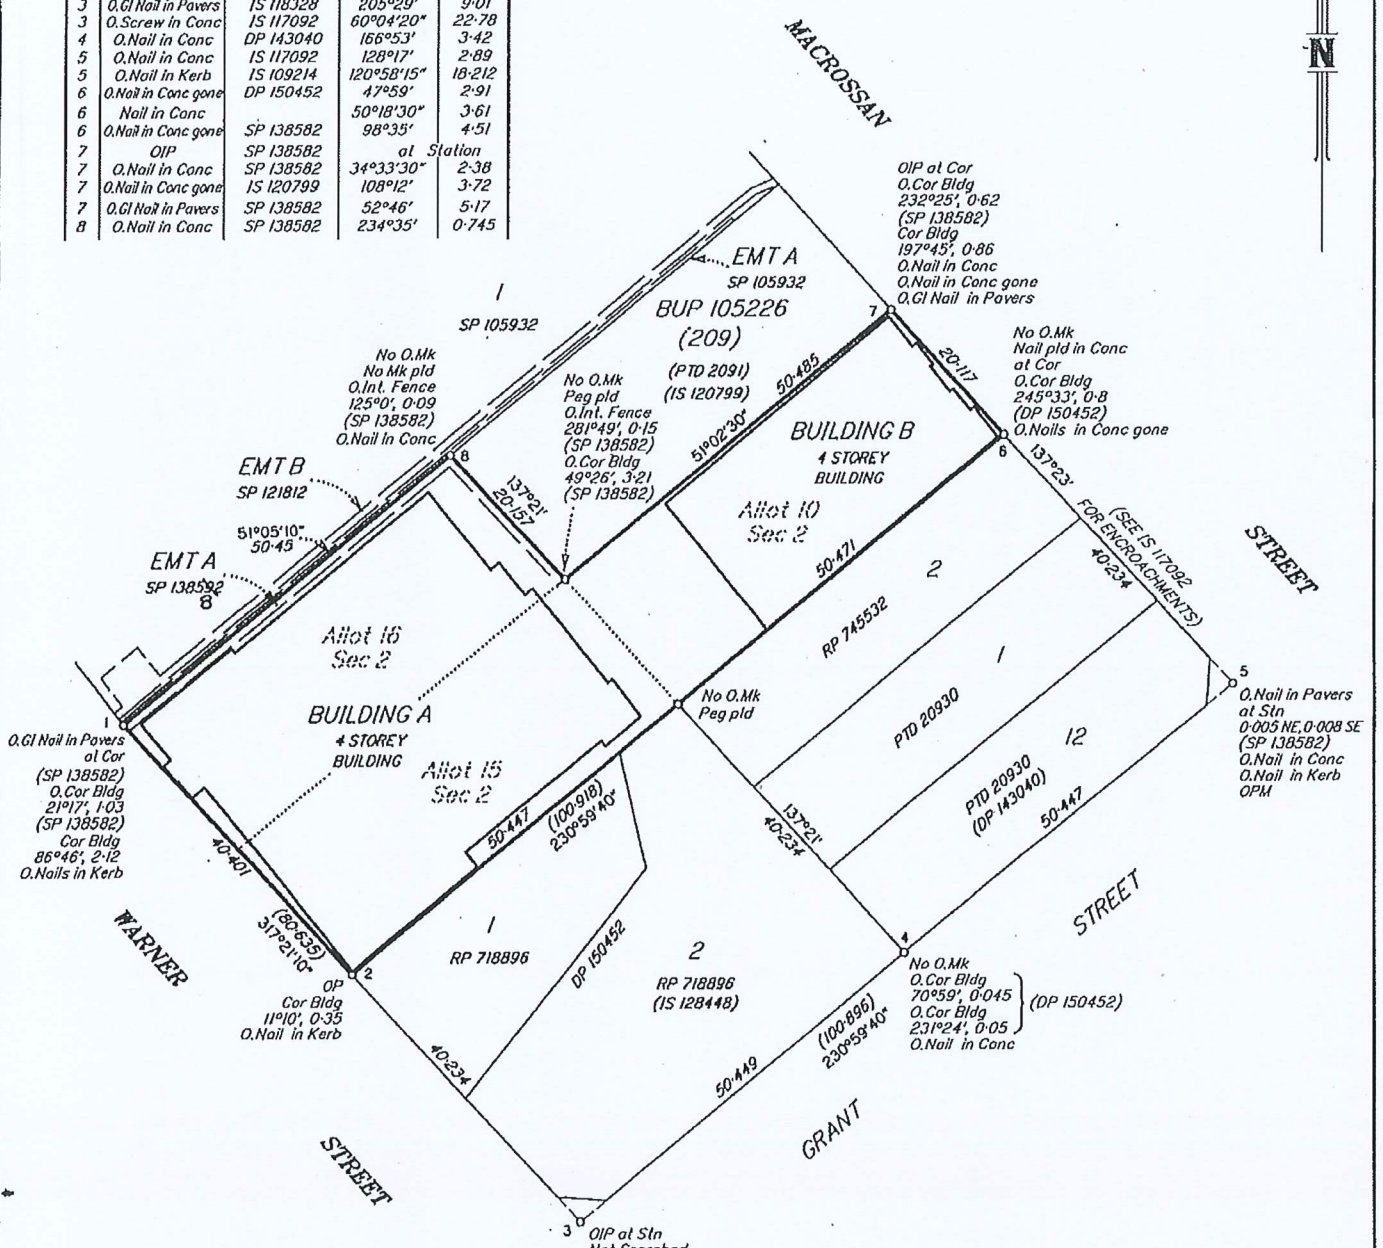 3 O.GI Nail in Pavers IS 118328 205°29' 9·01
3 O.Screw in Conc IS 117092 60°04'20" 22·78
4 O.Nail in Conc DP 143040 166°53' 3·42
5 O.Nail in Conc IS 117092 128°17' 2·89
5 O.Nail in Kerb IS 109214 120°58'15" 18·212
6 O.Nail in Conc gone DP 150452 47°59' 2·91
6 Nail in Conc 50°18'30" 3·61
6 O.Nail in Conc gone SP 138582 98°35' 4·51
7 OIP SP 138582 at Station
7 O.Nail in Conc SP 138582 34°33'30" 2·38
7 O.Nail in Conc gone IS 120799 108°12' 3·72
7 O.GI Nail in Pavers SP 138582 52°46' 5·17
8 O.Nail in Conc SP 138582 234°35' 0·745
MACROSSAN
N
OIP at Cor
O.Cor Bldg
232°25', 0·62
(SP 138582)
Cor Bldg
197°45', 0·86
O.Nail in Conc
O.Nail in Conc gone
O.GI Nail in Pavers
EMT A
SP 105932
1
SP 105932
BUP 105226
(209)
(PTD 2091)
(IS 120799)
7
20·117
No O.Mk
Nail pld in Conc
at Cor
O.Cor Bldg
245°33', 0·8
(DP 150452)
O.Nails in Conc gone
No O.Mk
No Mk pld
O.Int. Fence
125°0', 0·09
(SP 138582)
O.Nail in Conc
No O.Mk
Peg pld
O.Int. Fence
281°49', 0·15
(SP 138582)
O.Cor Bldg
49°26', 3·21
(SP 138582)
50·485
51°02'30"
BUILDING B
4 STOREY
BUILDING
6
137°23'
8
EMT B
SP 121812
137°21'
20·157
Allot 10
Sec 2
(SEE IS 117092
FOR ENCROACHMENTS)
40·234
STREET
51°05'10"
50·45
EMT A
SP 138592
8
50·471
2
RP 745532
Allot 16
Sec 2
1
PTD 20930
5
O.Nail in Pavers
at Stn
0·005 NE,0·008 SE
(SP 138582)
O.Nail in Conc
O.Nail in Kerb
OPM
No O.Mk
Peg pld
1
O.GI Nail in Pavers
at Cor
(SP 138582)
O.Cor Bldg
21°17', 1·03
(SP 138582)
Cor Bldg
86°46', 2·12
O.Nails in Kerb
BUILDING A
4 STOREY
BUILDING
Allot 15
Sec 2
12
PTD 20930
(DP 143040)
50·447
50·447
(100·918)
230°59'40"
137°21'
40·234
40·401
(80·635)
317°21'10"
WARNER
STREET
1
RP 718896
DP 150452
2
RP 718896
(IS 128448)
4
No O.Mk
O.Cor Bldg
70°59', 0·045
O.Cor Bldg
231°24', 0·05
(DP 150452)
O.Nail in Conc
2
OP
Cor Bldg
11°10', 0·35
O.Nail in Kerb
(100·896)
230°59'40"
40·234
50·449
GRANT
STREET
3
OIP at Stn